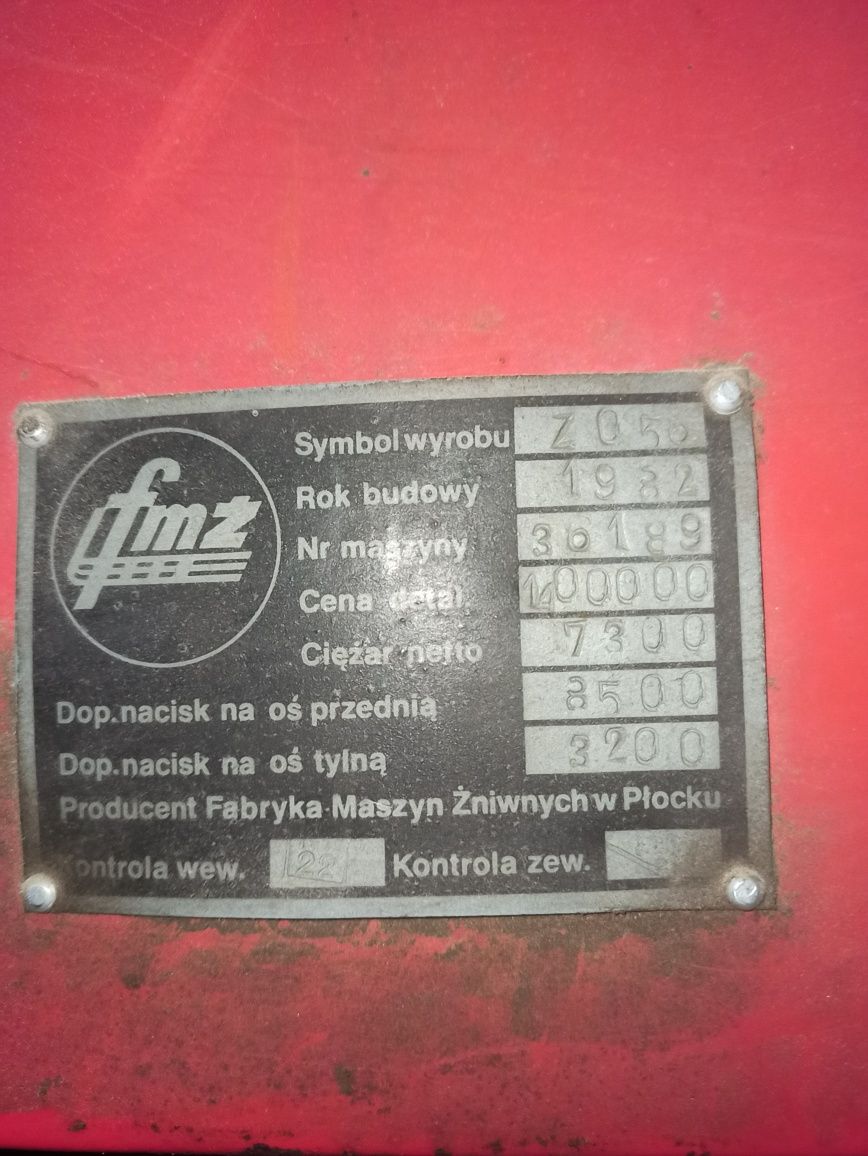 fmż
Symbol wyrobu Z056
Rok budowy 1982
Nr maszyny 36189
Cena detal. 1400000
Ciężar netto 7300
Dop.nacisk na oś przednią 8500
Dop.nacisk na oś tylną 3200
Producent Fabryka Maszyn Żniwnych w Płocku
Kontrola wew. 22 Kontrola zew.